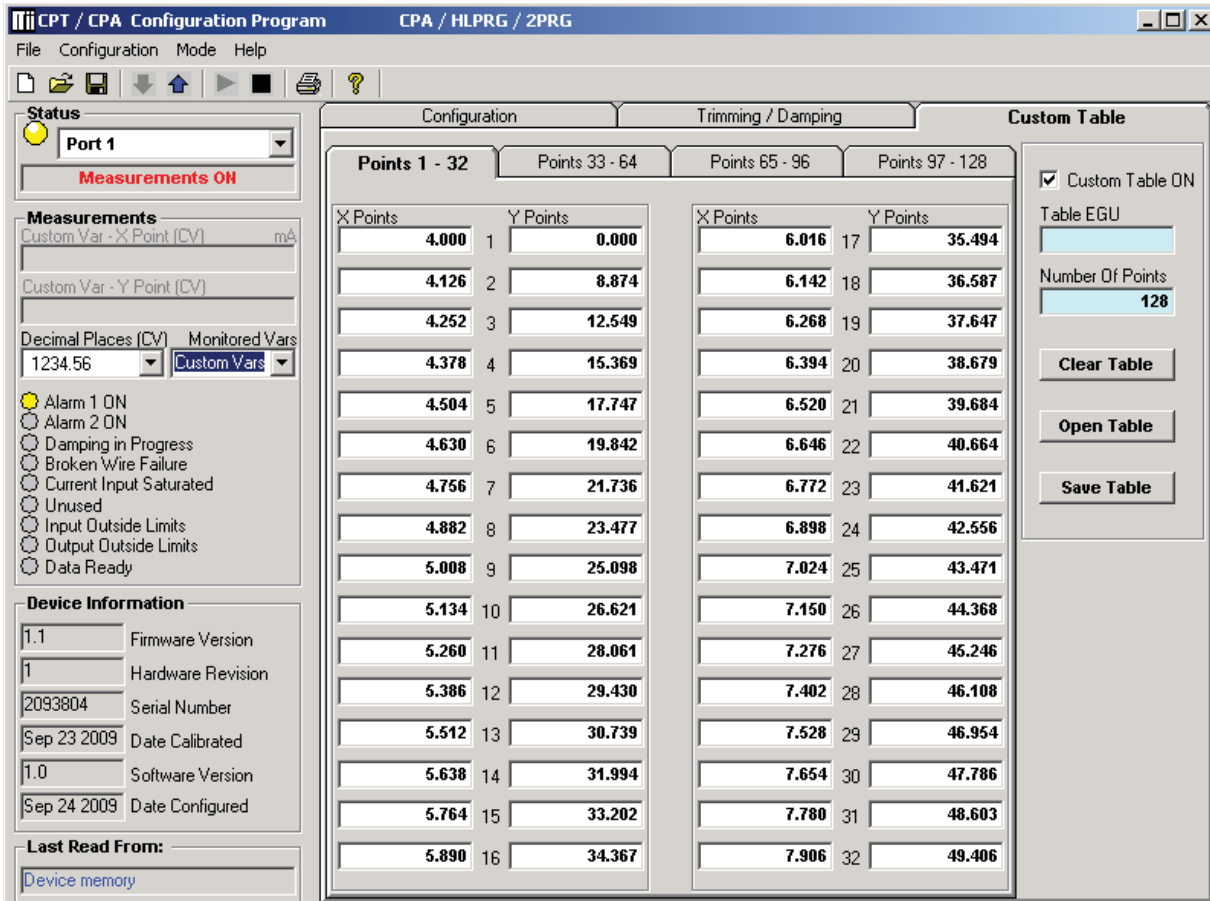 CPT / CPA Configuration Program CPA / HLPRG / 2PRG
File Configuration Mode Help
Status
Port 1
Measurements ON
Measurements
Custom Var - X Point (CV) mA
Custom Var - Y Point (CV)
Decimal Places (CV) Monitored Vars
1234.56 Custom Vars
Alarm 1 ON
Alarm 2 ON
Damping in Progress
Broken Wire Failure
Current Input Saturated
Unused
Input Outside Limits
Output Outside Limits
Data Ready
Device Information
1.1 Firmware Version
1 Hardware Revision
2093804 Serial Number
Sep 23 2009 Date Calibrated
1.0 Software Version
Sep 24 2009 Date Configured
Last Read From:
Device memory
Configuration Trimming / Damping Custom Table
Points 1 - 32 Points 33 - 64 Points 65 - 96 Points 97 - 128
X Points Y Points
4.000 1 0.000
4.126 2 8.874
4.252 3 12.549
4.378 4 15.369
4.504 5 17.747
4.630 6 19.842
4.756 7 21.736
4.882 8 23.477
5.008 9 25.098
5.134 10 26.621
5.260 11 28.061
5.386 12 29.430
5.512 13 30.739
5.638 14 31.994
5.764 15 33.202
5.890 16 34.367
X Points Y Points
6.016 17 35.494
6.142 18 36.587
6.268 19 37.647
6.394 20 38.679
6.520 21 39.684
6.646 22 40.664
6.772 23 41.621
6.898 24 42.556
7.024 25 43.471
7.150 26 44.368
7.276 27 45.246
7.402 28 46.108
7.528 29 46.954
7.654 30 47.786
7.780 31 48.603
7.906 32 49.406
Custom Table ON
Table EGU
Number Of Points
128
Clear Table
Open Table
Save Table